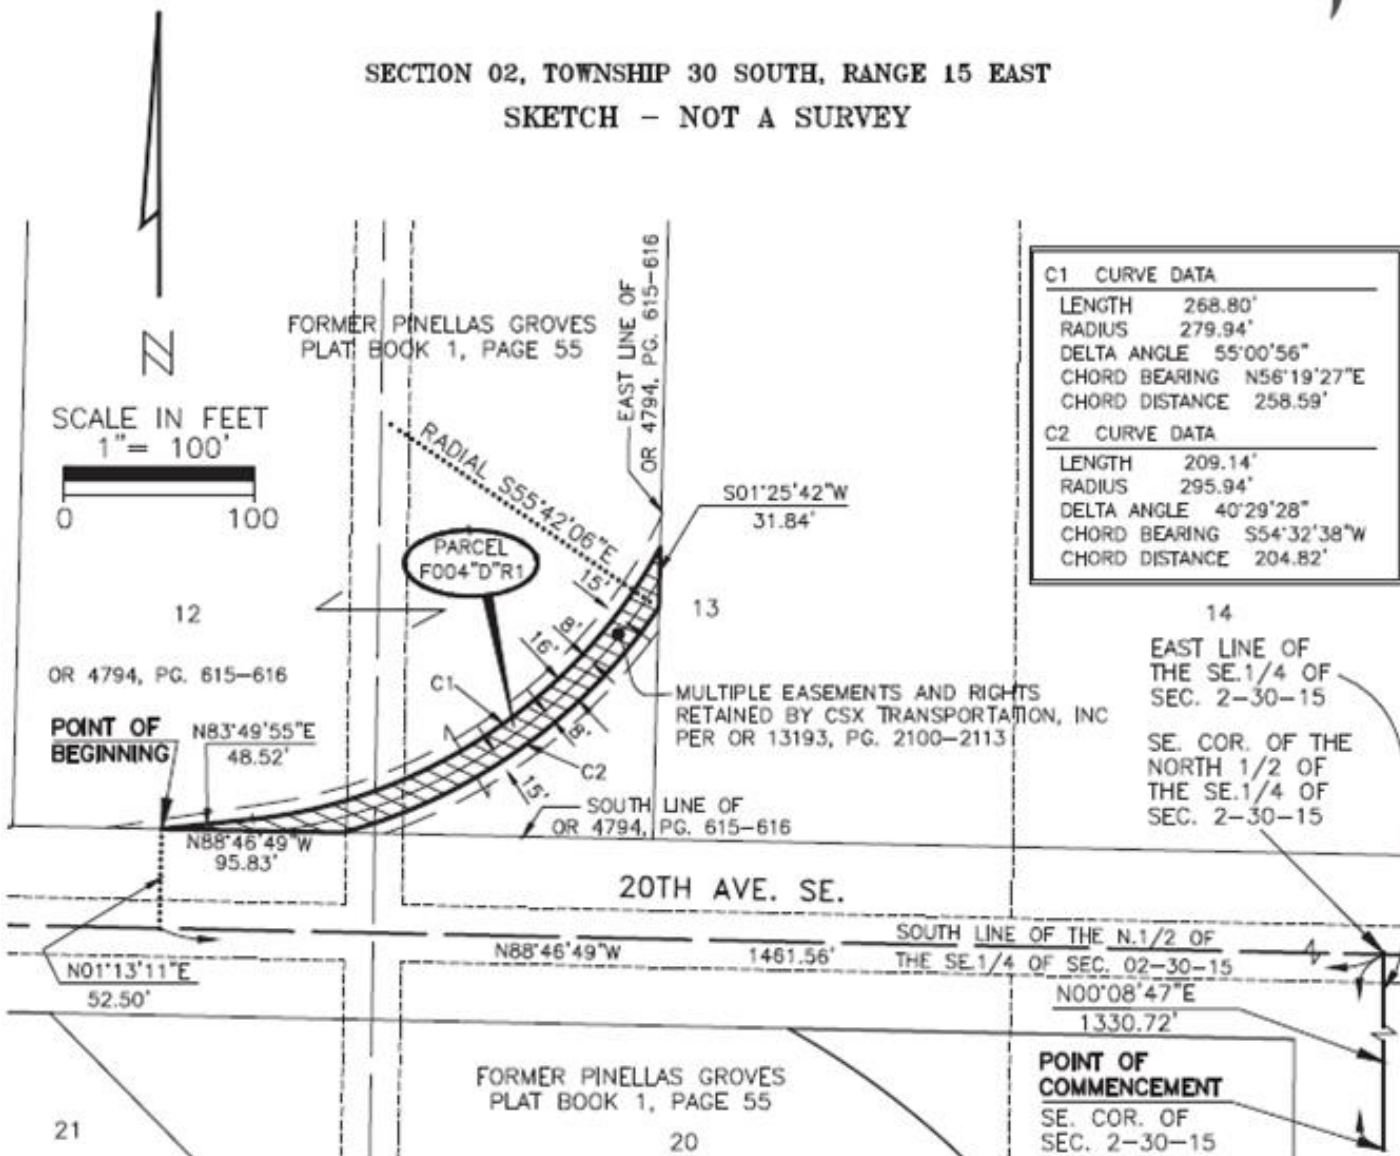 SECTION 02, TOWNSHIP 30 SOUTH, RANGE 15 EAST
SKETCH - NOT A SURVEY
N
SCALE IN FEET
1"= 100'
0 100
FORMER PINELLAS GROVES
PLAT BOOK 1, PAGE 55
EAST LINE OF
OR 4794, PG. 615-616
C1 CURVE DATA
LENGTH 268.80'
RADIUS 279.94'
DELTA ANGLE 55°00'56"
CHORD BEARING N56°19'27"E
CHORD DISTANCE 258.59'
C2 CURVE DATA
LENGTH 209.14'
RADIUS 295.94'
DELTA ANGLE 40°29'28"
CHORD BEARING S54°32'38"W
CHORD DISTANCE 204.82'
RADIAL S55°42'06"E
S01°25'42"W
31.84'
PARCEL
F004"D"R1
15'
8'
16'
12
13
14
OR 4794, PG. 615-616
C1
POINT OF
BEGINNING
N83°49'55"E
48.52'
MULTIPLE EASEMENTS AND RIGHTS
RETAINED BY CSX TRANSPORTATION, INC
PER OR 13193, PG. 2100-2113
8'
C2
15'
EAST LINE OF
THE SE.1/4 OF
SEC. 2-30-15
SE. COR. OF THE
NORTH 1/2 OF
THE SE.1/4 OF
SEC. 2-30-15
SOUTH LINE OF
OR 4794, PG. 615-616
N88°46'49"W
95.83'
20TH AVE. SE.
N88°46'49"W 1461.56'
SOUTH LINE OF THE N.1/2 OF
THE SE.1/4 OF SEC. 02-30-15
N01°13'11"E
52.50'
N00°08'47"E
1330.72'
POINT OF
COMMENCEMENT
SE. COR. OF
SEC. 2-30-15
FORMER PINELLAS GROVES
PLAT BOOK 1, PAGE 55
21
20